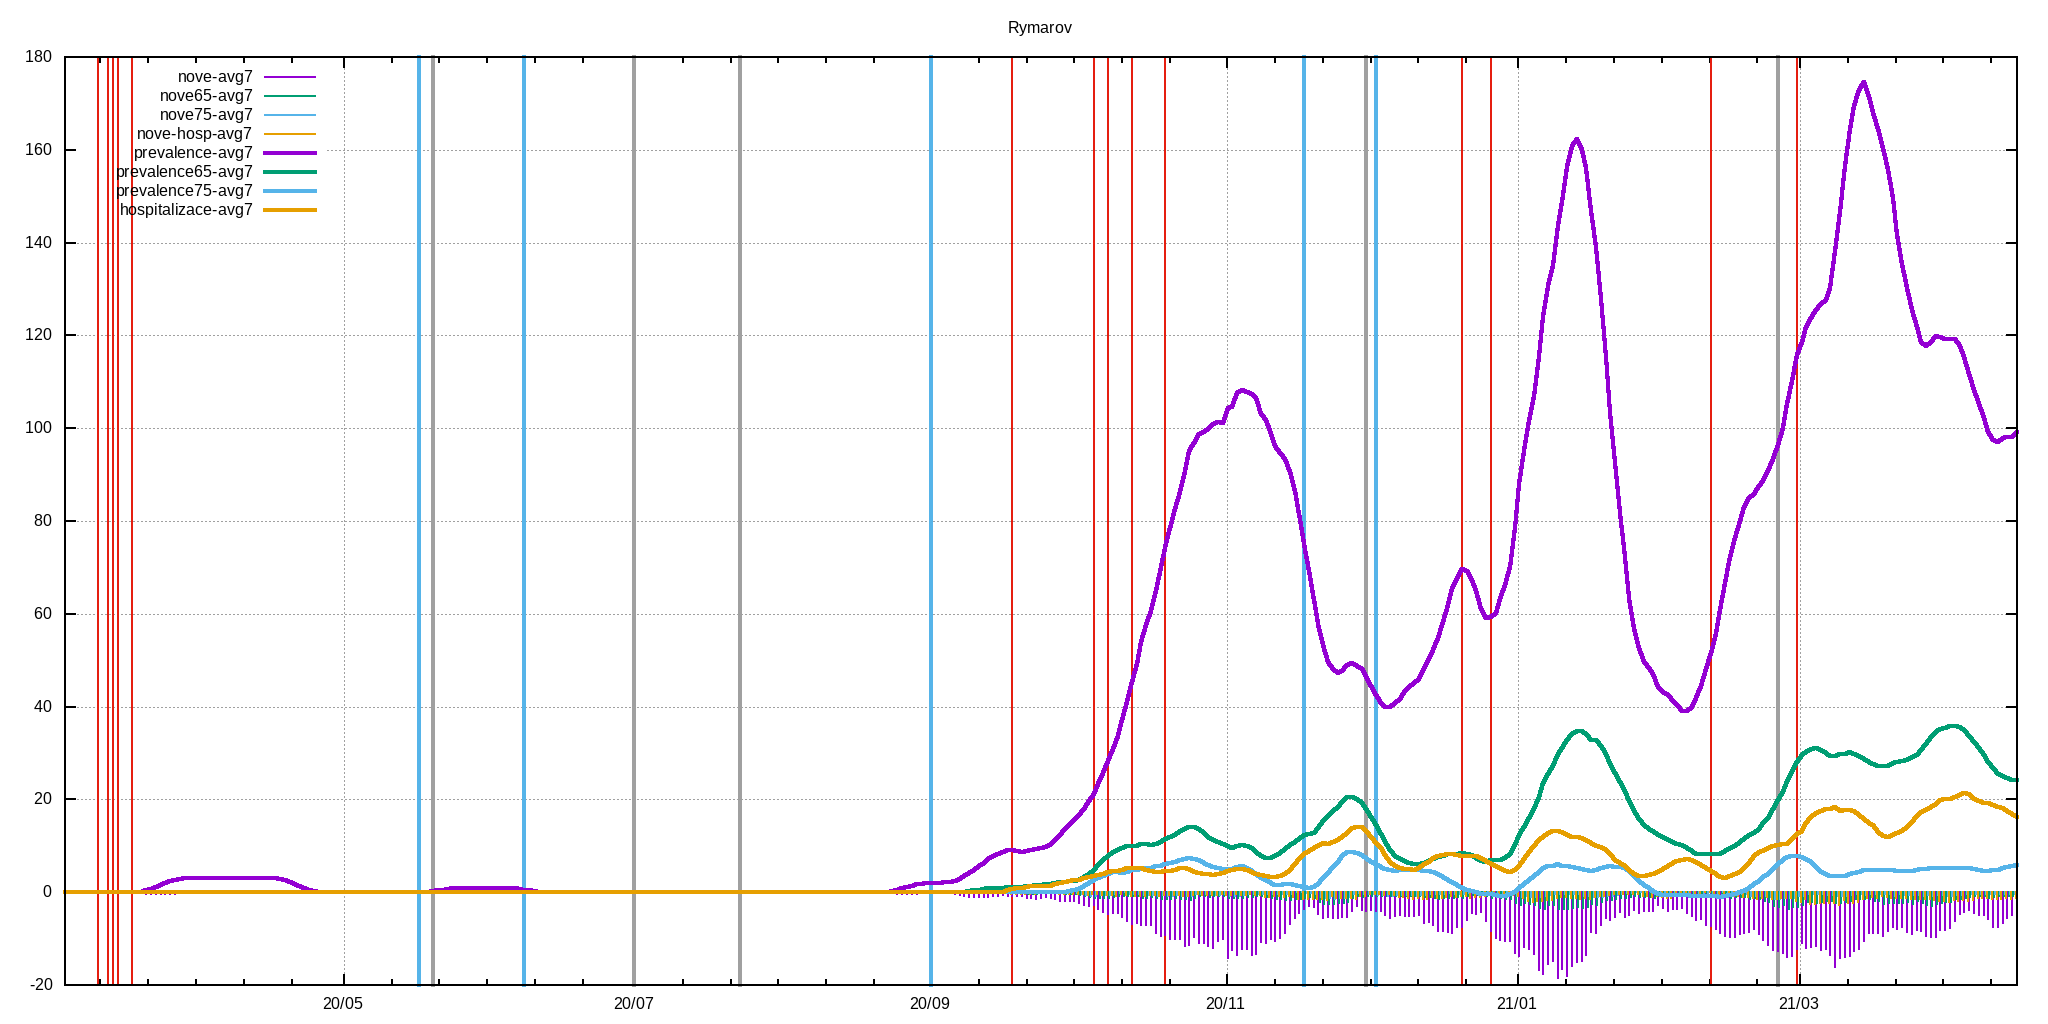 Rymarov
180
160
140
120
100
80
60
40
20
0
-20
nove-avg7
nove65-avg7
nove75-avg7
nove-hosp-avg7
prevalence-avg7
prevalence65-avg7
prevalence75-avg7
hospitalizace-avg7
20/05 20/07 20/09 20/11 21/01 21/03